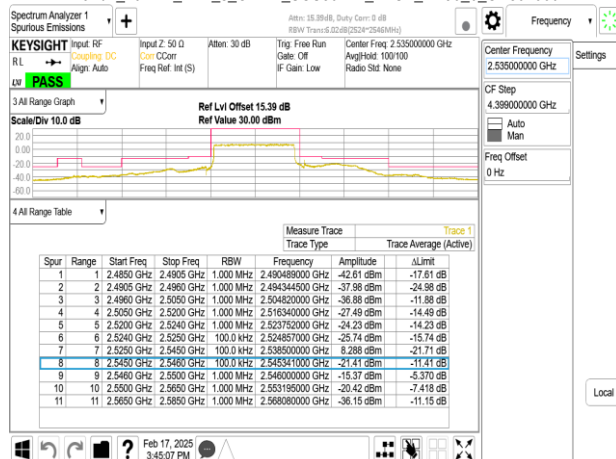 Spectrum Analyzer 1
Spurious Emissions
Attn: 15.39dB, Duty Corr: 0 dB
RBW Trans:6.02dB(2524~2546MHz)
Frequency
Settings
KEYSIGHT Input: RF Input Z: 50 Ω Atten: 30 dB Trig: Free Run Center Freq: 2.535000000 GHz
RL Coupling: DC Corr CCorr Gate: Off Avg|Hold: 100/100
Align: Auto Freq Ref: Int (S) IF Gain: Low Radio Std: None
LXI PASS
Center Frequency
2.535000000 GHz
CF Step
4.399000000 GHz
Auto
Man
Freq Offset
0 Hz
3 All Range Graph
Ref Lvl Offset 15.39 dB
Scale/Div 10.0 dB Ref Value 30.00 dBm
20.0
0.00
-20.0
-40.0
-60.0
4 All Range Table
Measure Trace Trace 1
Trace Type Trace Average (Active)
Spur Range Start Freq Stop Freq RBW Frequency Amplitude ΔLimit
1 1 2.4850 GHz 2.4905 GHz 1.000 MHz 2.490489000 GHz -42.61 dBm -17.61 dB
2 2 2.4905 GHz 2.4960 GHz 1.000 MHz 2.494344500 GHz -37.98 dBm -24.98 dB
3 3 2.4960 GHz 2.5050 GHz 1.000 MHz 2.504820000 GHz -36.88 dBm -11.88 dB
4 4 2.5050 GHz 2.5200 GHz 1.000 MHz 2.516340000 GHz -27.49 dBm -14.49 dB
5 5 2.5200 GHz 2.5240 GHz 1.000 MHz 2.523752000 GHz -24.23 dBm -14.23 dB
6 6 2.5240 GHz 2.5250 GHz 100.0 kHz 2.524857000 GHz -25.74 dBm -15.74 dB
7 7 2.5250 GHz 2.5450 GHz 100.0 kHz 2.538500000 GHz 8.288 dBm -21.71 dB
8 8 2.5450 GHz 2.5460 GHz 100.0 kHz 2.545341000 GHz -21.41 dBm -11.41 dB
9 9 2.5460 GHz 2.5500 GHz 1.000 MHz 2.546000000 GHz -15.37 dBm -5.370 dB
10 10 2.5500 GHz 2.5650 GHz 1.000 MHz 2.553195000 GHz -20.42 dBm -7.418 dB
11 11 2.5650 GHz 2.5850 GHz 1.000 MHz 2.568080000 GHz -36.15 dBm -11.15 dB
Local
Feb 17, 2025
3:45:07 PM